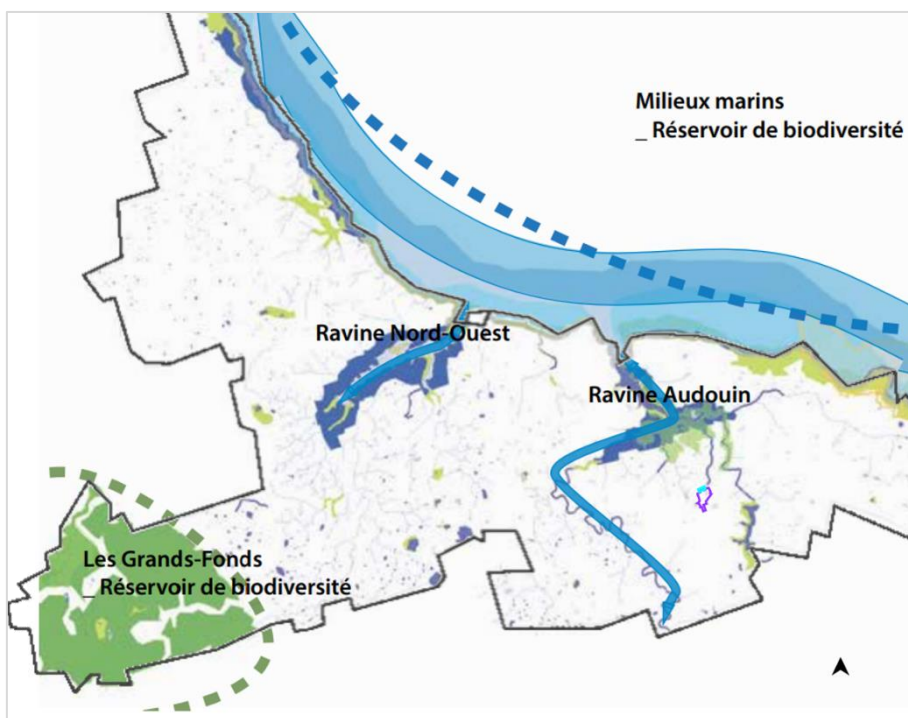 Milieux marins
_ Réservoir de biodiversité
Ravine Nord-Ouest
Ravine Audouin
Les Grands-Fonds
_ Réservoir de biodiversité